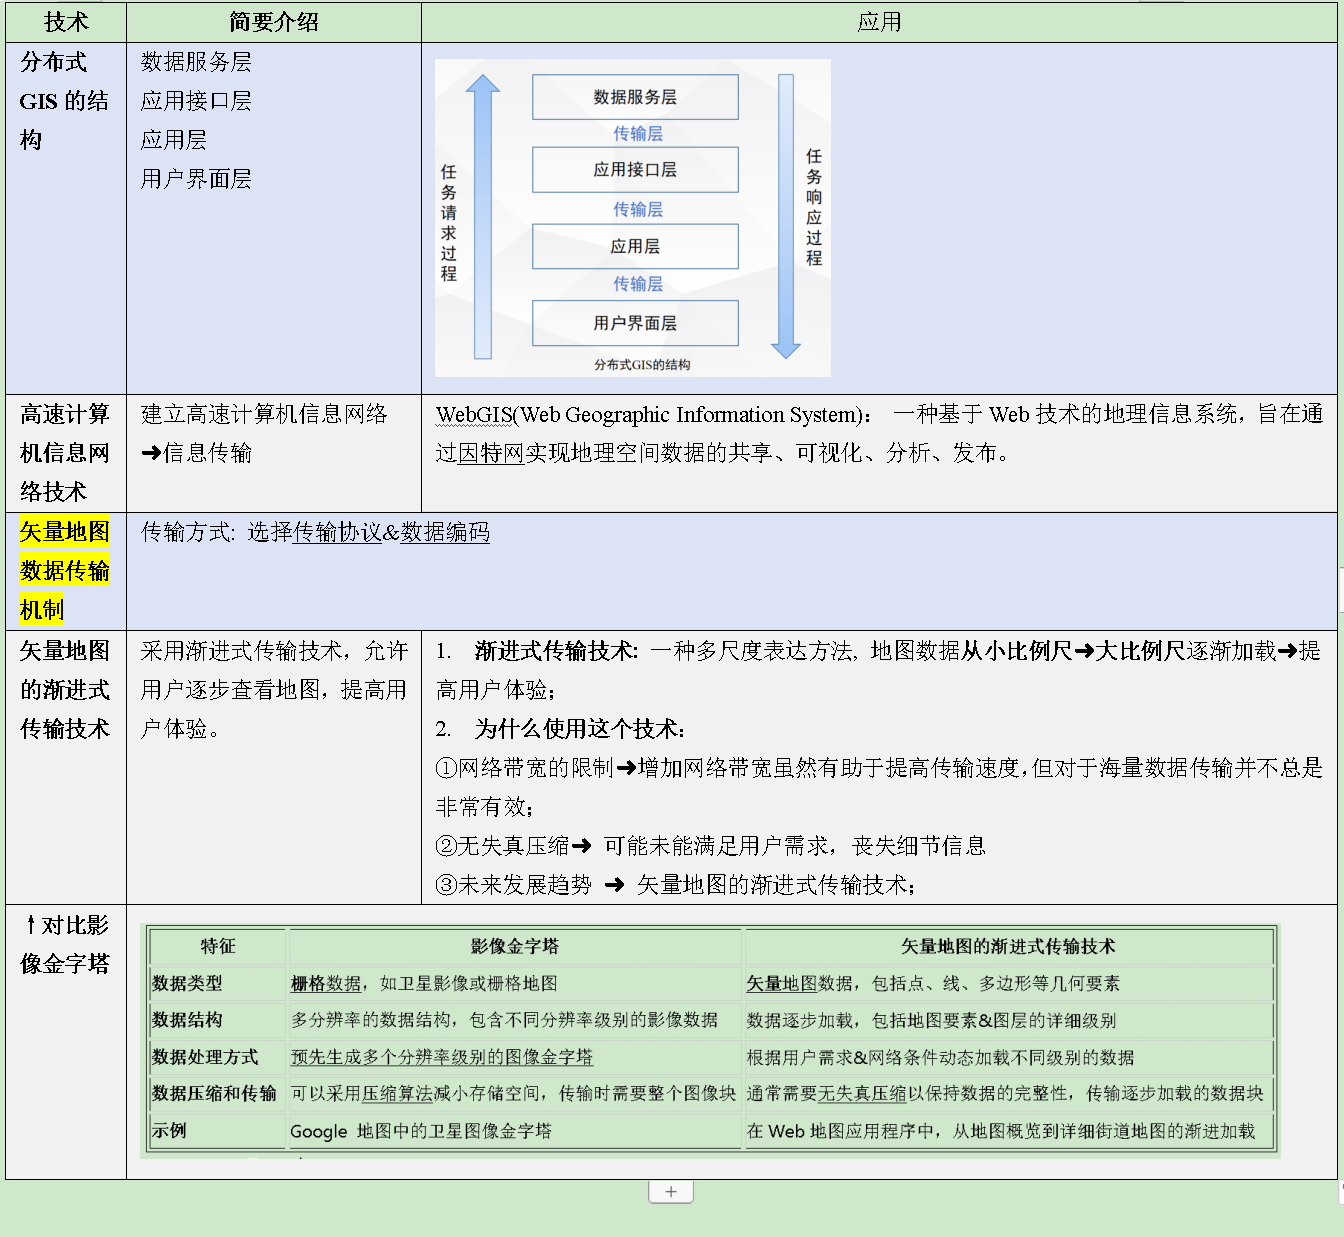 技术 简要介绍 应用
分布式
GIS 的结
构
数据服务层
应用接口层
应用层
用户界面层
任务请求过程
数据服务层
传输层
应用接口层
传输层
应用层
传输层
用户界面层
任务响应过程
分布式GIS的结构
高速计算
机信息网
络技术
建立高速计算机信息网络
➜信息传输
WebGIS(Web Geographic Information System)： 一种基于 Web 技术的地理信息系统，旨在通
过因特网实现地理空间数据的共享、可视化、分析、发布。
矢量地图
数据传输
机制
传输方式: 选择传输协议&数据编码
矢量地图
的渐进式
传输技术
采用渐进式传输技术，允许
用户逐步查看地图，提高用
户体验。
1. 渐进式传输技术: 一种多尺度表达方法, 地图数据从小比例尺➜大比例尺逐渐加载➜提
高用户体验；
2. 为什么使用这个技术：
①网络带宽的限制➜增加网络带宽虽然有助于提高传输速度,但对于海量数据传输并不总是
非常有效；
②无失真压缩➜ 可能未能满足用户需求，丧失细节信息
③未来发展趋势 ➜ 矢量地图的渐进式传输技术；
↑对比影
像金字塔
特征 影像金字塔 矢量地图的渐进式传输技术
数据类型 栅格数据，如卫星影像或栅格地图 矢量地图数据，包括点、线、多边形等几何要素
数据结构 多分辨率的数据结构，包含不同分辨率级别的影像数据 数据逐步加载，包括地图要素&图层的详细级别
数据处理方式 预先生成多个分辨率级别的图像金字塔 根据用户需求&网络条件动态加载不同级别的数据
数据压缩和传输 可以采用压缩算法减小存储空间，传输时需要整个图像块 通常需要无失真压缩以保持数据的完整性，传输逐步加载的数据块
示例 Google 地图中的卫星图像金字塔 在 Web 地图应用程序中，从地图概览到详细街道地图的渐进加载